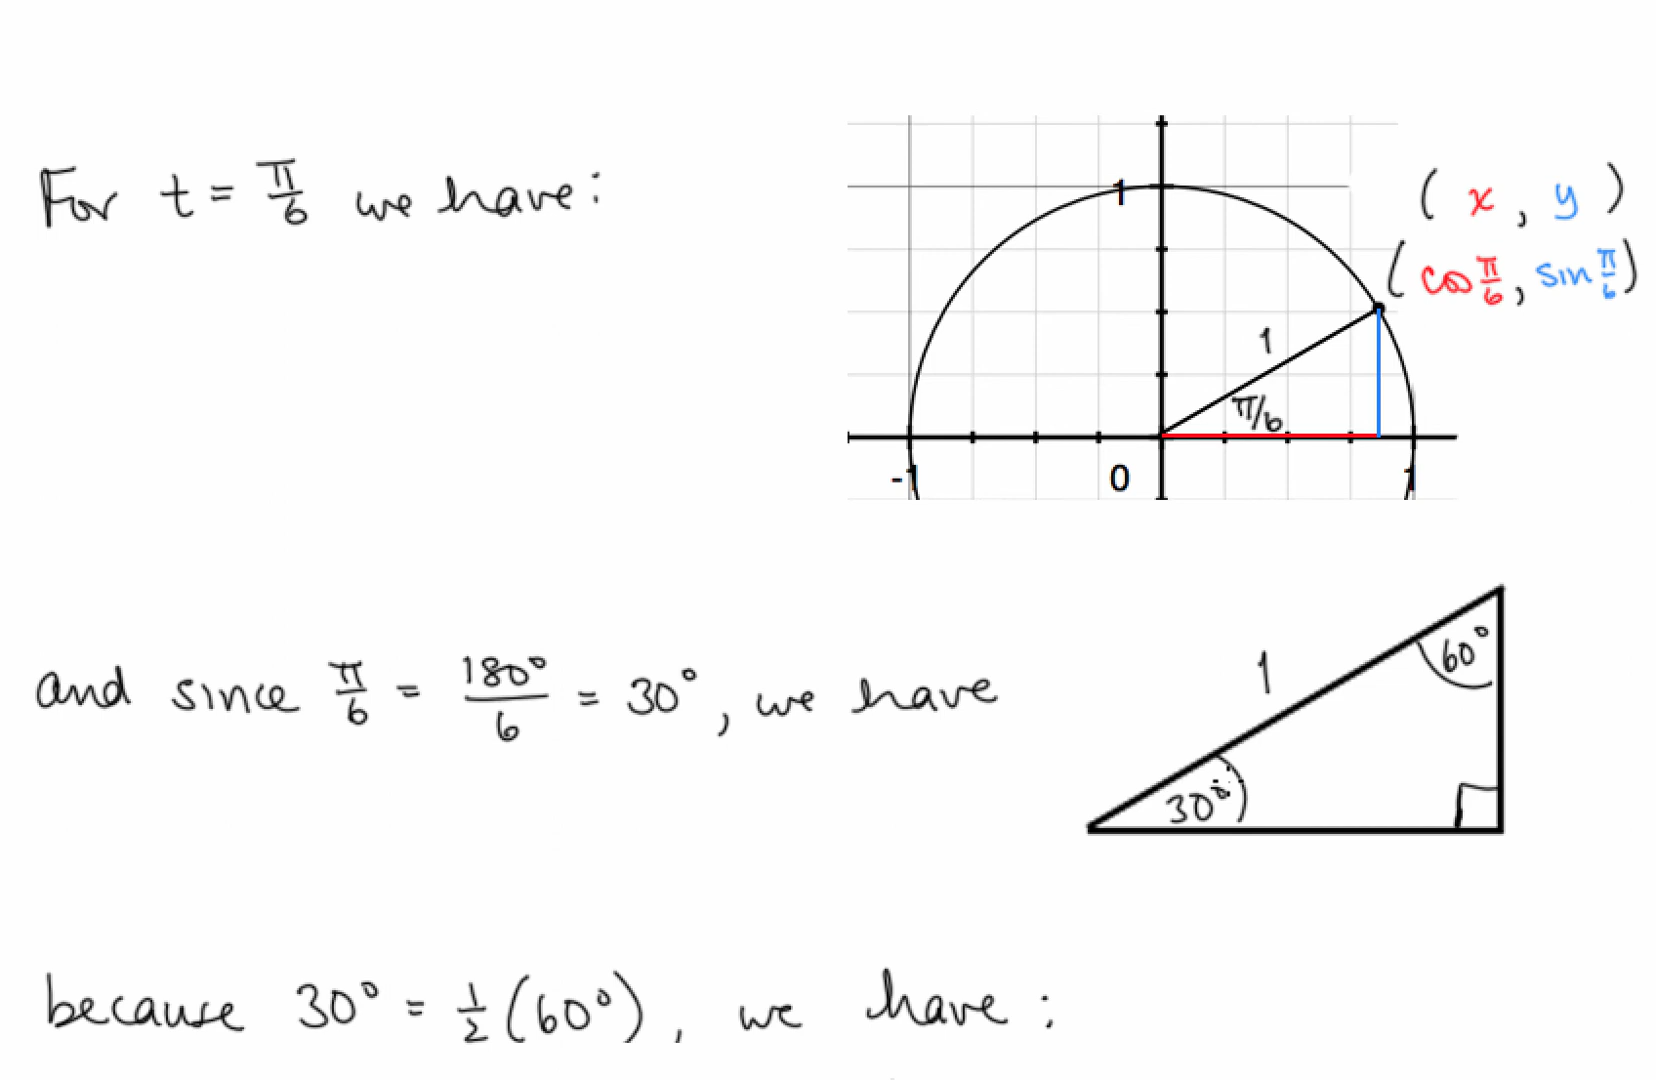 For t = π/6 we have:
1
(x, y)
(cos π/6, sin π/6)
1
π/6
-1 0 1
and since π/6 = 180°/6 = 30°, we have
1
60°
30°
because 30° = 1/2 (60°), we have: